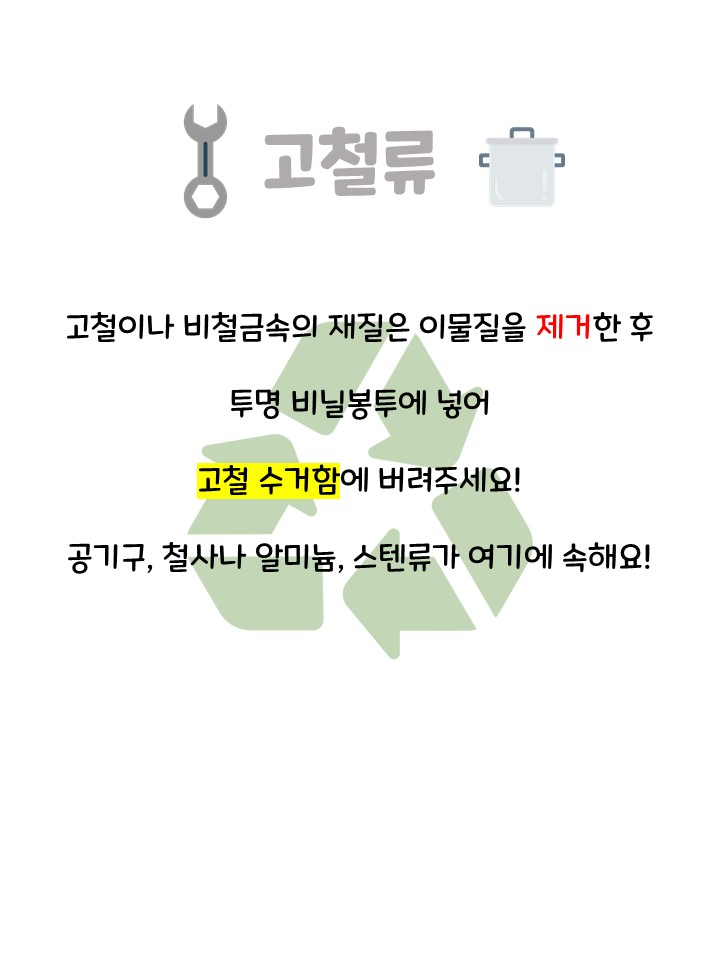 고철류
고철이나 비철금속의 재질은 이물질을 제거한 후
투명 비닐봉투에 넣어
고철 수거함에 버려주세요!
공기구, 철사나 알미늄, 스텐류가 여기에 속해요!